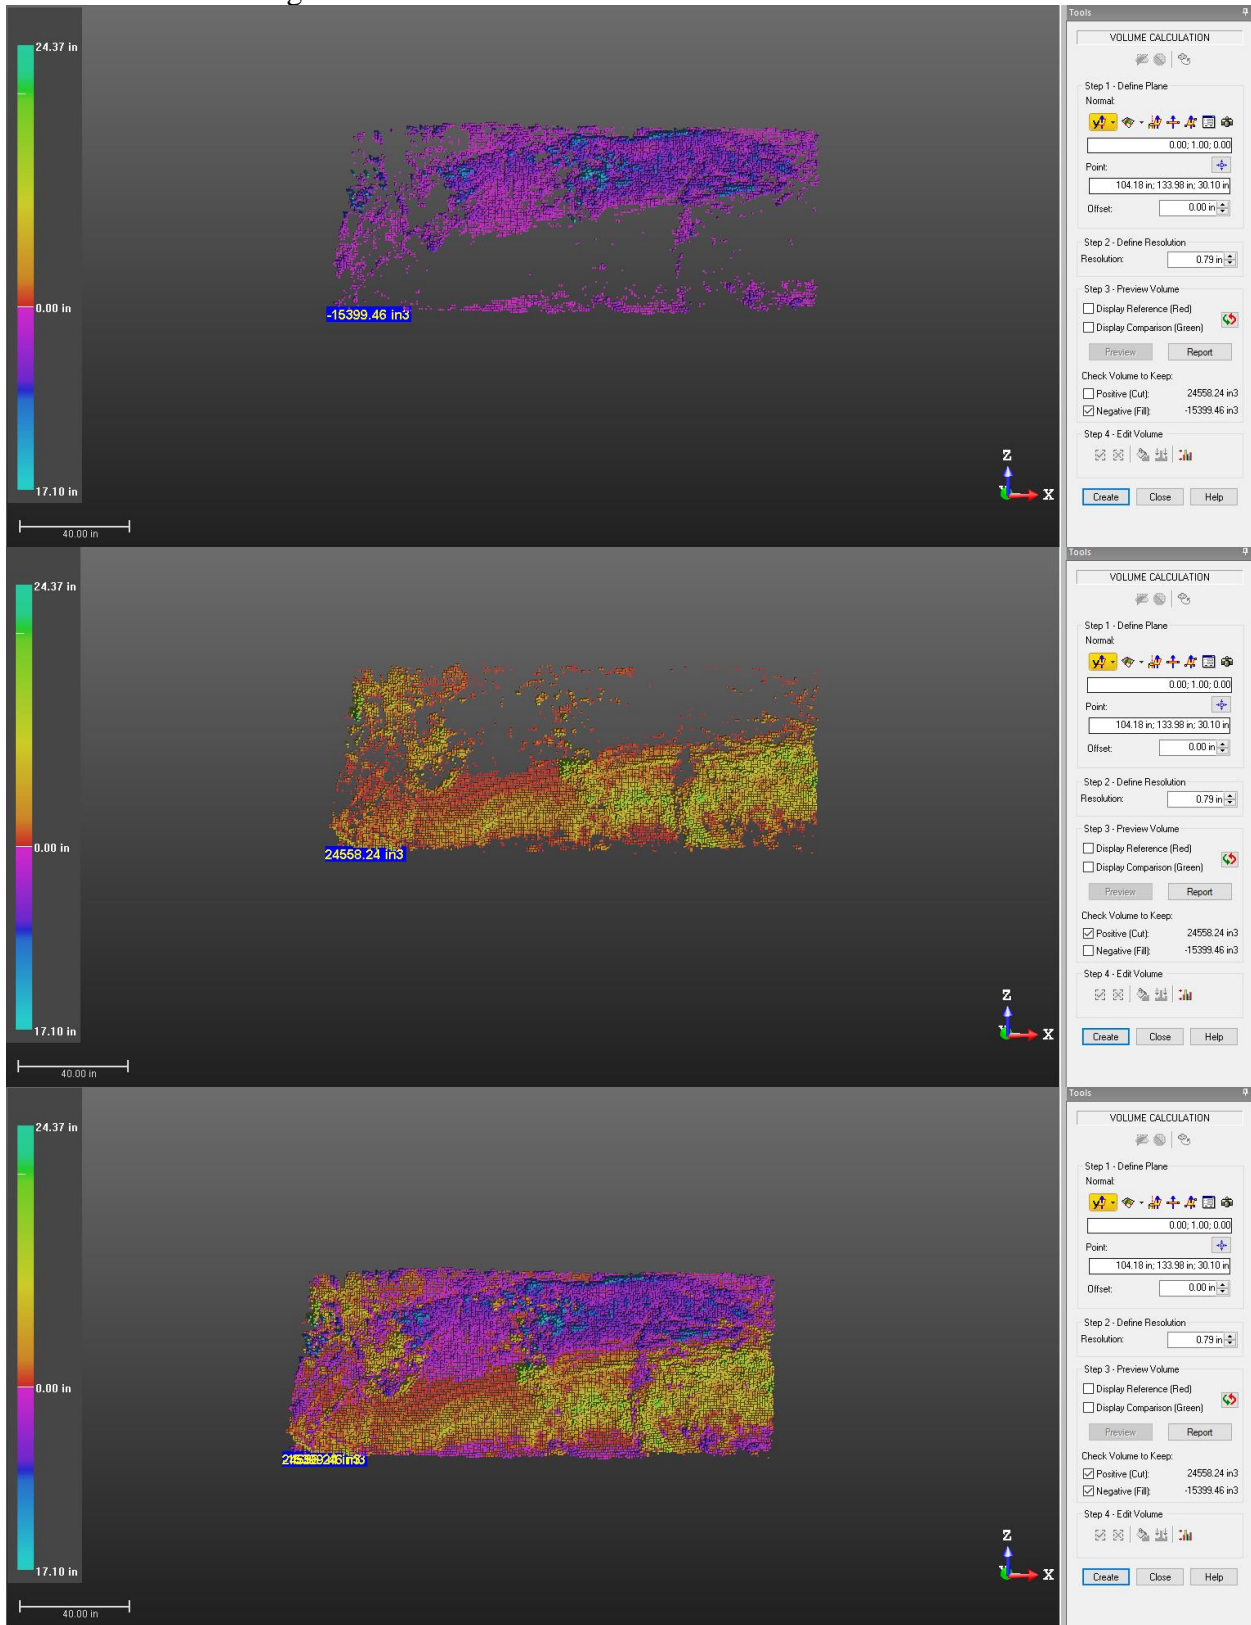 Tools
VOLUME CALCULATION
Step 1 - Define Plane
Normal:
0.00; 1.00; 0.00
Point:
104.18 in; 133.98 in; 30.10 in
Offset: 0.00 in
Step 2 - Define Resolution
Resolution: 0.79 in
Step 3 - Preview Volume
Display Reference (Red)
Display Comparison (Green)
Preview Report
Check Volume to Keep:
Positive (Cut): 24558.24 in3
Negative (Fill): -15399.46 in3
Step 4 - Edit Volume
Create Close Help
24.37 in
0.00 in
17.10 in
40.00 in
-15399.46 in3
Z
X
Tools
VOLUME CALCULATION
Step 1 - Define Plane
Normal:
0.00; 1.00; 0.00
Point:
104.18 in; 133.98 in; 30.10 in
Offset: 0.00 in
Step 2 - Define Resolution
Resolution: 0.79 in
Step 3 - Preview Volume
Display Reference (Red)
Display Comparison (Green)
Preview Report
Check Volume to Keep:
Positive (Cut): 24558.24 in3
Negative (Fill): -15399.46 in3
Step 4 - Edit Volume
Create Close Help
24.37 in
0.00 in
17.10 in
40.00 in
24558.24 in3
Z
X
Tools
VOLUME CALCULATION
Step 1 - Define Plane
Normal:
0.00; 1.00; 0.00
Point:
104.18 in; 133.98 in; 30.10 in
Offset: 0.00 in
Step 2 - Define Resolution
Resolution: 0.79 in
Step 3 - Preview Volume
Display Reference (Red)
Display Comparison (Green)
Preview Report
Check Volume to Keep:
Positive (Cut): 24558.24 in3
Negative (Fill): -15399.46 in3
Step 4 - Edit Volume
Create Close Help
24.37 in
0.00 in
17.10 in
40.00 in
Z
X